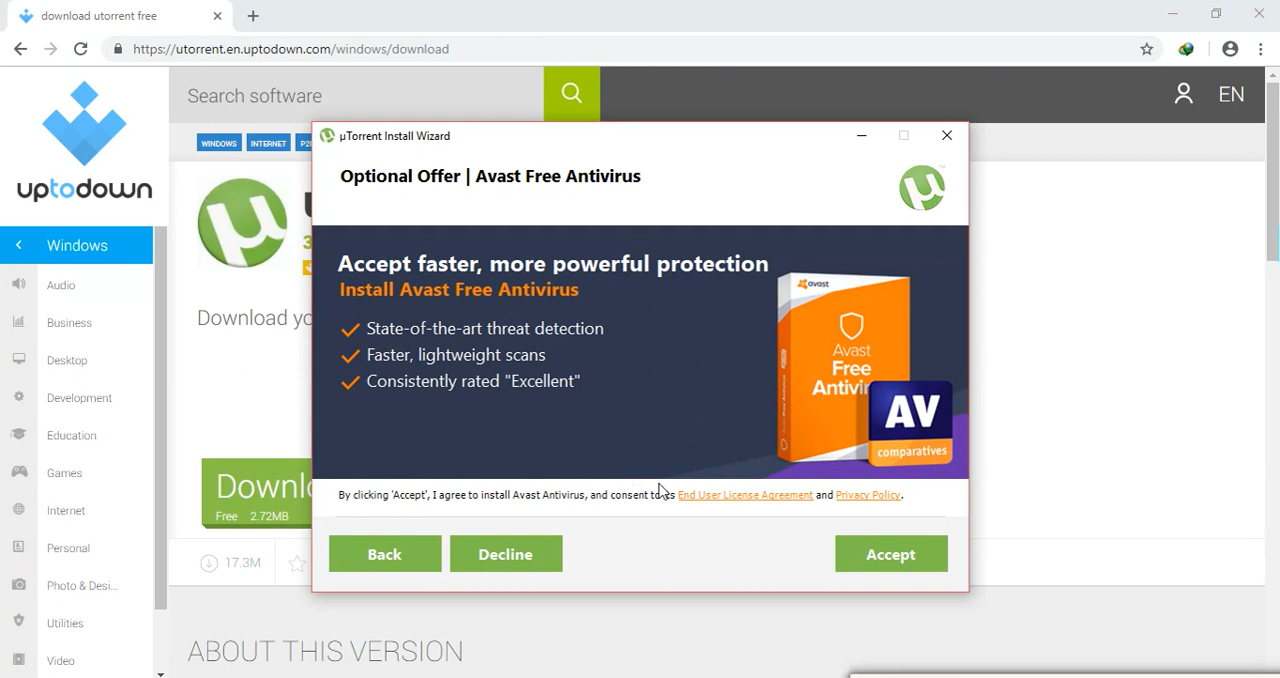 download utorrent free
https://utorrent.en.uptodown.com/windows/download
uptodown
Search software
EN
WINDOWS
INTERNET
Windows
Audio
Business
Desktop
Development
Education
Games
Internet
Personal
Photo & Desi...
Utilities
Video
µTorrent Install Wizard
Optional Offer | Avast Free Antivirus
Accept faster, more powerful protection
Install Avast Free Antivirus
State-of-the-art threat detection
Faster, lightweight scans
Consistently rated "Excellent"
avast
Avast
Free
Antivir
AV
comparatives
By clicking 'Accept', I agree to install Avast Antivirus, and consent to End User License Agreement and Privacy Policy.
Back
Decline
Accept
Download
Free 2.72MB
17.3M
ABOUT THIS VERSION